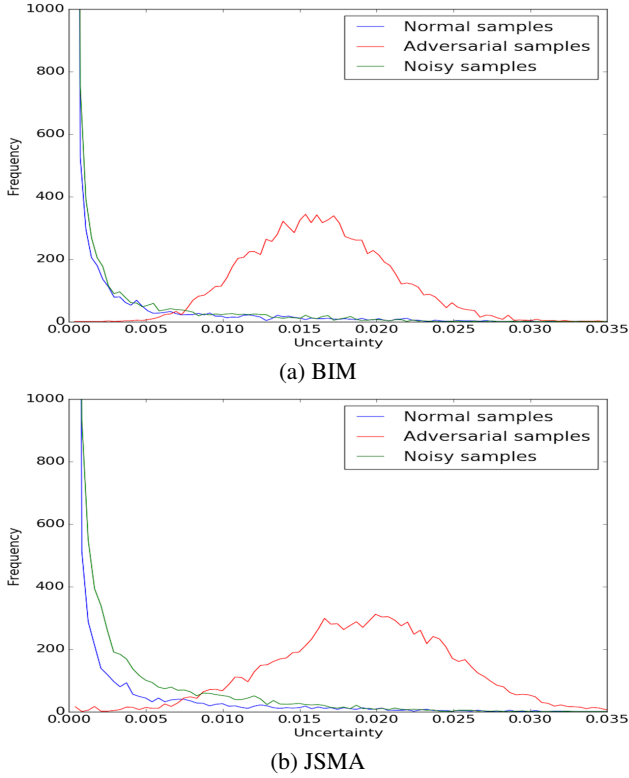 1000
800
600
400
200
0
Frequency
Normal samples
Adversarial samples
Noisy samples
0.000 0.005 0.010 0.015 0.020 0.025 0.030 0.035
Uncertainty
(a) BIM
1000
800
600
400
200
0
Frequency
Normal samples
Adversarial samples
Noisy samples
0.000 0.005 0.010 0.015 0.020 0.025 0.030 0.035
Uncertainty
(b) JSMA